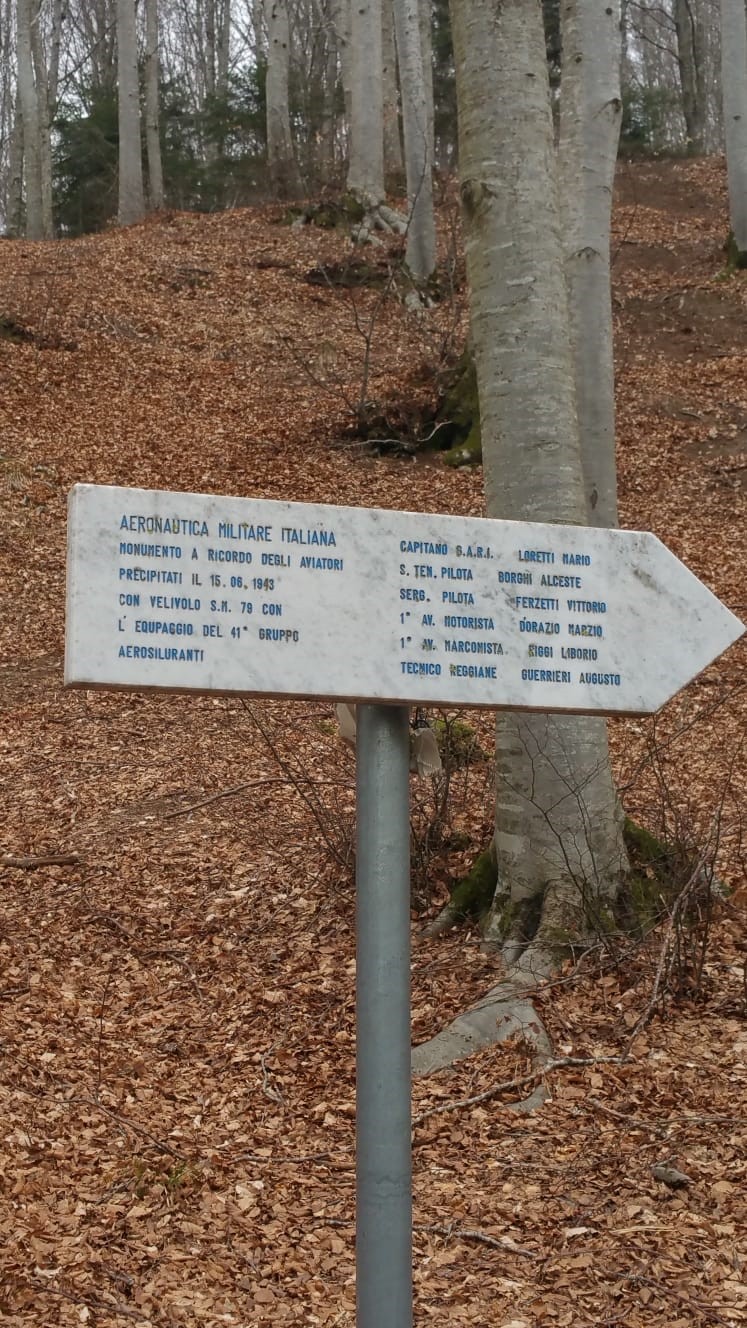 AERONAUTICA MILITARE ITALIANA
MONUMENTO A RICORDO DEGLI AVIATORI
PRECIPITATI IL 15.06.1943
CON VELIVOLO S.M. 79 CON
L' EQUIPAGGIO DEL 41° GRUPPO
AEROSILURANTI
CAPITANO G.A.R.I. LORETTI MARIO
S. TEN. PILOTA BORGHI ALCESTE
SERG. PILOTA FERZETTI VITTORIO
1° AV. MOTORISTA D'ORAZIO MARZIO
1° AV. MARCOMISTA RIGGI LIBORIO
TECNICO REGGIANE GUERRIERI AUGUSTO